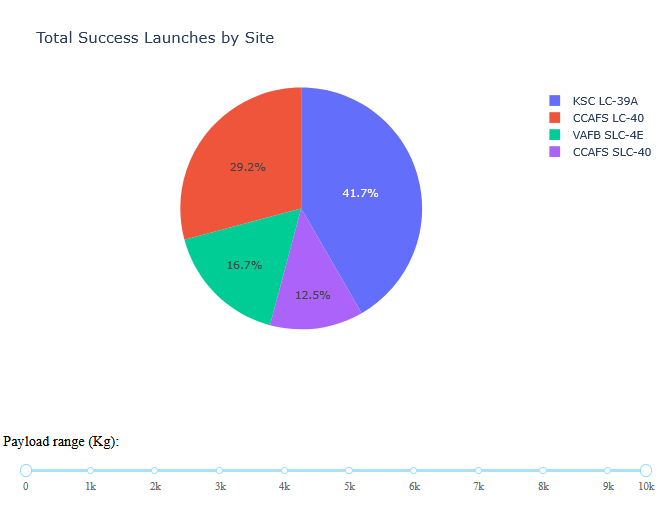 Total Success Launches by Site
KSC LC-39A
CCAFS LC-40
VAFB SLC-4E
CCAFS SLC-40
29.2%
41.7%
16.7%
12.5%
Payload range (Kg):
0 1k 2k 3k 4k 5k 6k 7k 8k 9k 10k